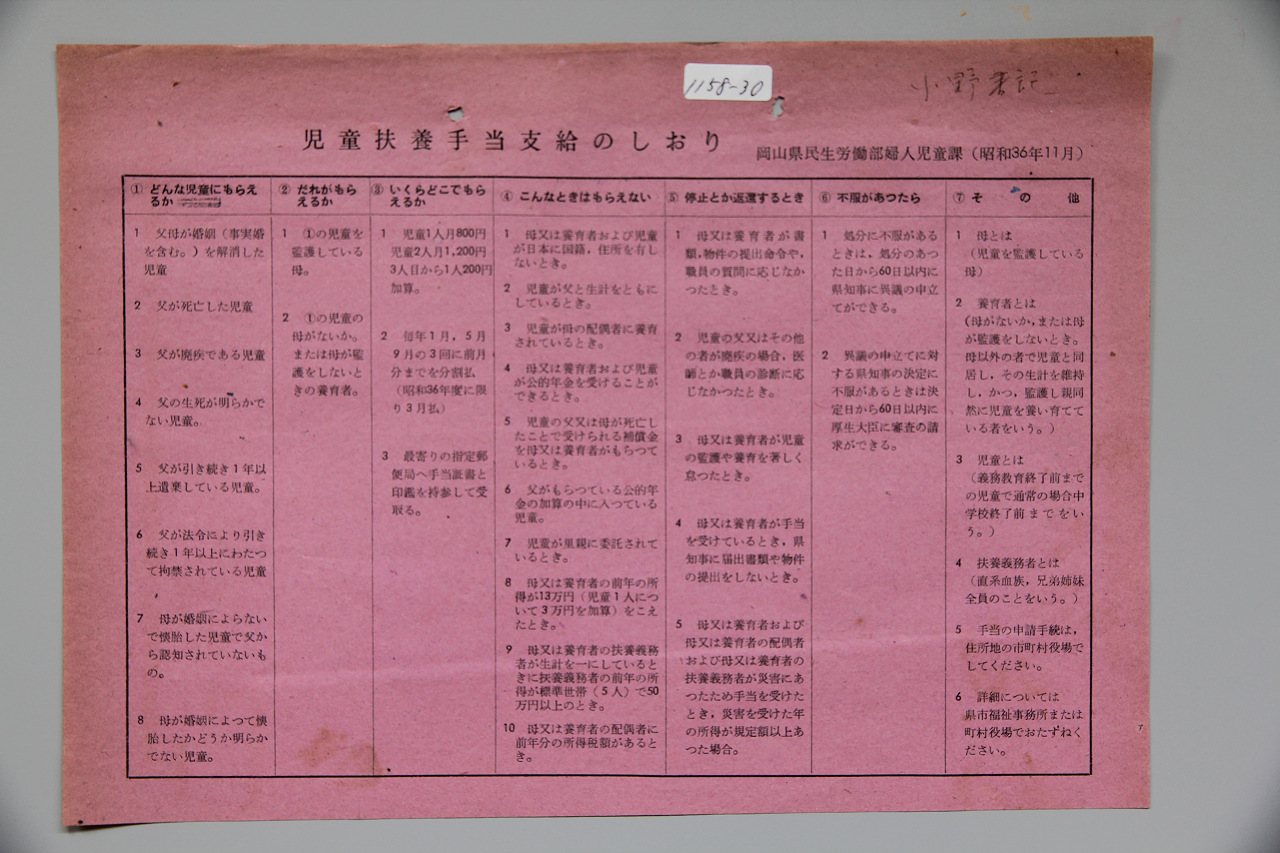 1158-30
小野書記
児童扶養手当支給のしおり
岡山県民生労働部婦人児童課（昭和36年11月）
① どんな児童にもらえ
るか
1 父母が婚姻（事実婚
を含む。）を解消した
児童
2 父が死亡した児童
3 父が廃疾である児童
4 父の生死が明らかで
ない児童。
5 父が引き続き1年以
上遺棄している児童。
6 父が法令により引き
続き1年以上にわたつ
て拘禁されている児童
7 母が婚姻によらない
で懐胎した児童で父か
ら認知されていないも
の。
8 母が婚姻によつて懐
胎したかどうか明らか
でない児童。
② だれがもら
えるか
1 ①の児童を
監護している
母。
2 ①の児童の
母がないか。
または母が監
護をしないと
きの養育者。
③ いくらどこでもら
えるか
1 児童1人月800円
児童2人月1,200円
3人目から1人200円
加算。
2 毎年1月，5月
9月の3回に前月
分までを分割払
（昭和36年度に限
り3月払）
3 最寄りの指定郵
便局へ手当証書と
印鑑を持参して受
取る。
④ こんなときはもらえない
1 母又は養育者および児童
が日本に国籍，住所を有し
ないとき。
2 児童が父と生計をともに
しているとき。
3 児童が母の配偶者に養育
されているとき。
4 母又は養育者および児童
が公的年金を受けることが
できるとき。
5 児童の父又は母が死亡し
たことで受けられる補償金
を母又は養育者がもらつて
いるとき。
6 父がもらつている公的年
金の加算の中に入つている
児童。
7 児童が里親に委託されて
いるとき。
8 母又は養育者の前年の所
得が13万円（児童1人につ
いて3万円を加算）をこえ
たとき。
9 母又は養育者の扶養義務
者が生計を一にしていると
きに扶養義務者の前年の所
得が標準世帯（5人）で50
万円以上のとき。
10 母又は養育者の配偶者に
前年分の所得税額があると
き。
⑤ 停止とか返還するとき
1 母又は養育者が書
類，物件の提出命令や，
職員の質問に応じなか
つたとき。
2 児童の父又はその他
の者が廃疾の場合，医
師とか職員の診断に応
じなかつたとき。
3 母又は養育者が児童
の監護や養育を著しく
怠つたとき。
4 母又は養育者が手当
を受けているとき，県
知事に届出書類や物件
の提出をしないとき。
5 母又は養育者および
母又は養育者の配偶者
および母又は養育者の
扶養義務者が災害にあ
つたため手当を受けた
とき，災害を受けた年
の所得が規定額以上あ
つた場合。
⑥ 不服があつたら
1 処分に不服がある
ときは，処分のあつ
た日から60日以内に
県知事に異議の申立
てができる。
2 異議の申立てに対
する県知事の決定に
不服があるときは決
定日から60日以内に
厚生大臣に審査の請
求ができる。
⑦ その他
1 母とは
（児童を監護している
母）
2 養育者とは
（母がないか，または母
が監護をしないとき。
母以外の者で児童と同
居し，その生計を維持
し，かつ，監護し親同
然に児童を養い育てて
いる者をいう。）
3 児童とは
（義務教育終了前まで
の児童で通常の場合中
学校終了前までをい
う。）
4 扶養義務者とは
（直系血族，兄弟姉妹
全員のことをいう。）
5 手当の申請手続は，
住所地の市町村役場で
してください。
6 詳細については
県市福祉事務所または
町村役場でおたずねく
ださい。